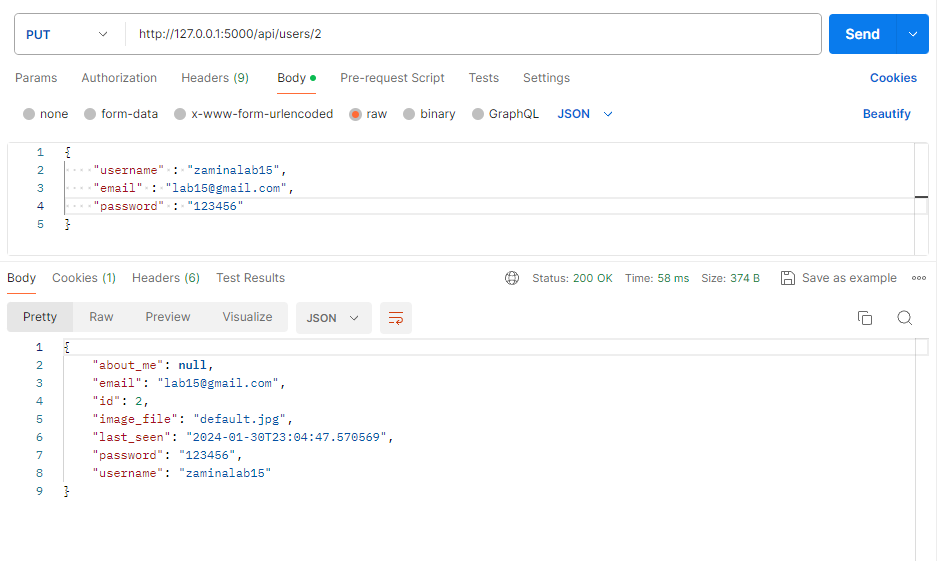 PUT http://127.0.0.1:5000/api/users/2 Send
Params Authorization Headers (9) Body Pre-request Script Tests Settings Cookies
none form-data x-www-form-urlencoded raw binary GraphQL JSON Beautify
1 {
2 "username" : "zaminalab15",
3 "email" : "lab15@gmail.com",
4 "password" : "123456"
5 }
Body Cookies (1) Headers (6) Test Results Status: 200 OK Time: 58 ms Size: 374 B Save as example
Pretty Raw Preview Visualize JSON
1 {
2 "about_me": null,
3 "email": "lab15@gmail.com",
4 "id": 2,
5 "image_file": "default.jpg",
6 "last_seen": "2024-01-30T23:04:47.570569",
7 "password": "123456",
8 "username": "zaminalab15"
9 }